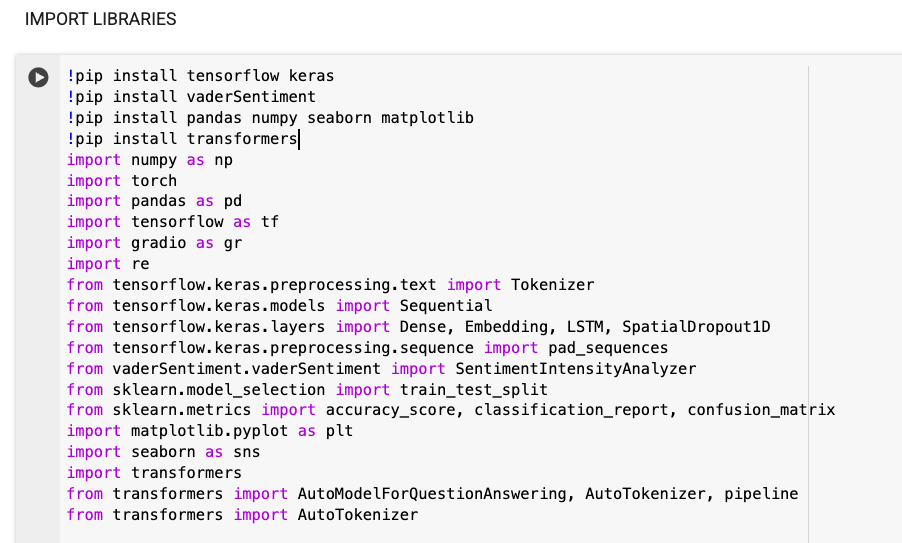 IMPORT LIBRARIES
!pip install tensorflow keras
!pip install vaderSentiment
!pip install pandas numpy seaborn matplotlib
!pip install transformers
import numpy as np
import torch
import pandas as pd
import tensorflow as tf
import gradio as gr
import re
from tensorflow.keras.preprocessing.text import Tokenizer
from tensorflow.keras.models import Sequential
from tensorflow.keras.layers import Dense, Embedding, LSTM, SpatialDropout1D
from tensorflow.keras.preprocessing.sequence import pad_sequences
from vaderSentiment.vaderSentiment import SentimentIntensityAnalyzer
from sklearn.model_selection import train_test_split
from sklearn.metrics import accuracy_score, classification_report, confusion_matrix
import matplotlib.pyplot as plt
import seaborn as sns
import transformers
from transformers import AutoModelForQuestionAnswering, AutoTokenizer, pipeline
from transformers import AutoTokenizer